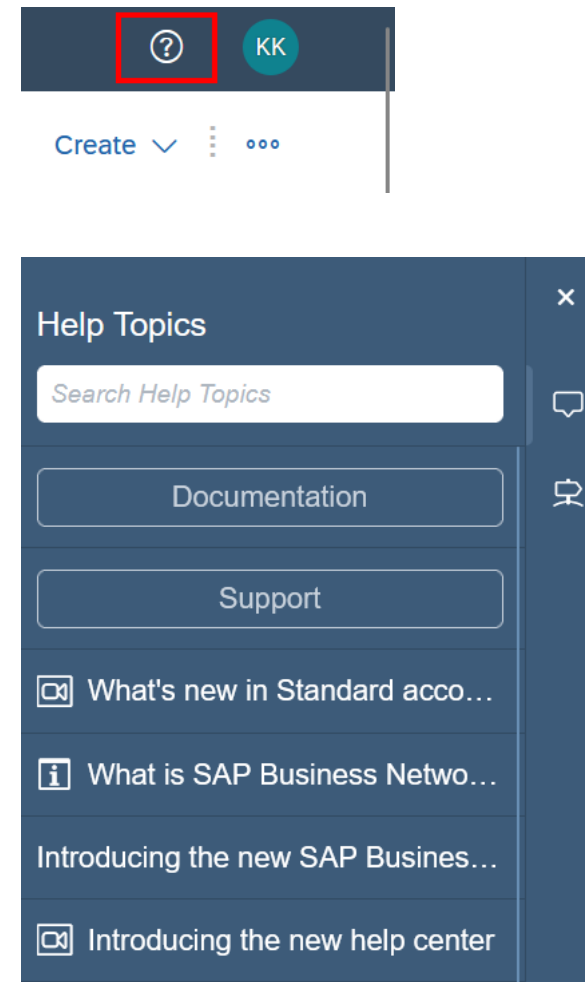 ? KK
Create
Help Topics
Search Help Topics
Documentation
Support
What's new in Standard acco…
i What is SAP Business Netwo…
Introducing the new SAP Busines…
Introducing the new help center